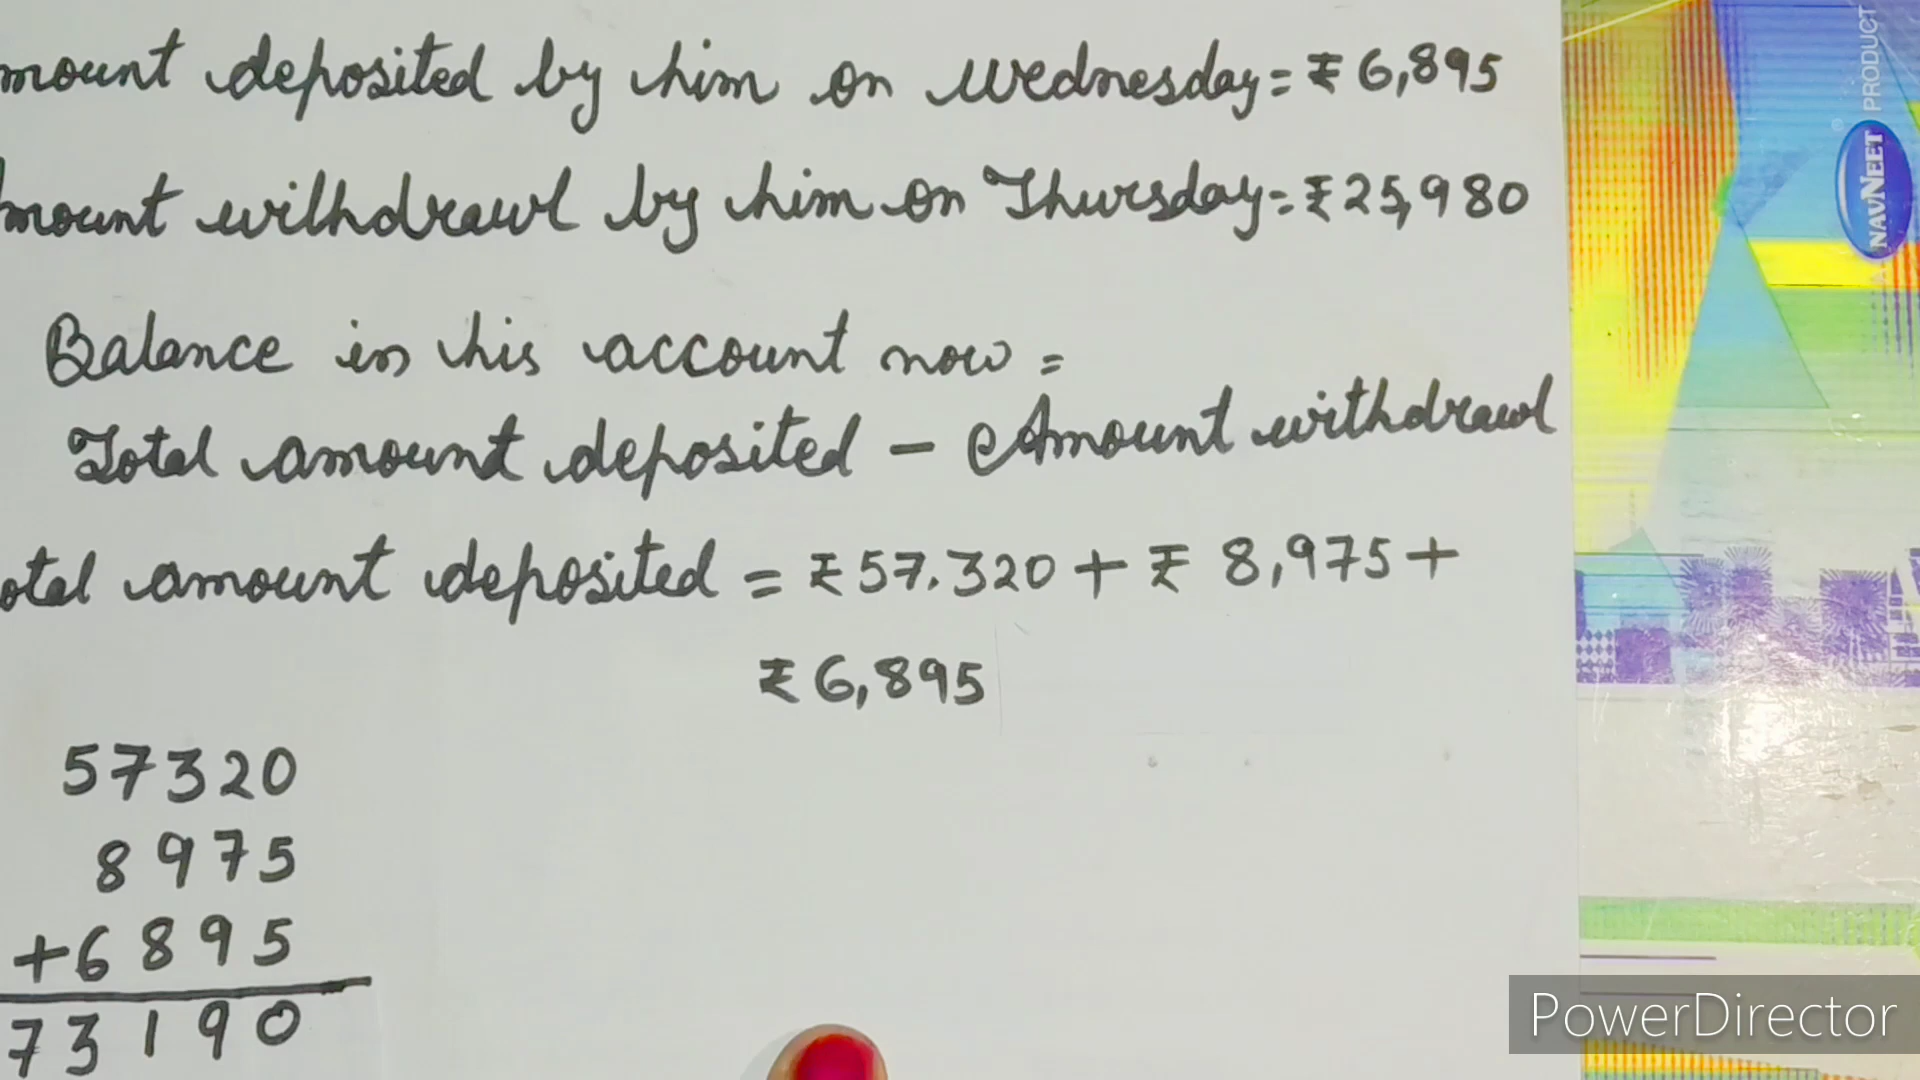 mount deposited by him on Wednesday = ₹ 6,895
mount withdrawl by him on Thursday = ₹ 25,980
Balance in his account now =
Total amount deposited - Amount withdrawl
otal amount deposited = ₹ 57.320 + ₹ 8,975 +
₹ 6,895
57320
8975
+6895
73190
NAVNEET
® PRODUCT
PowerDirector